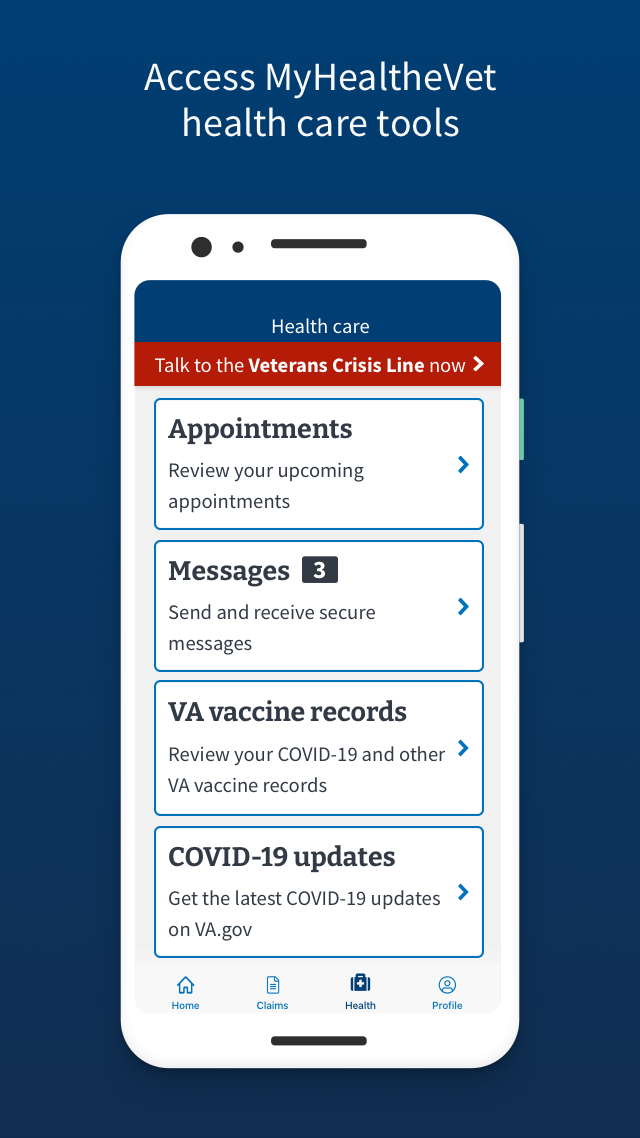 Access MyHealtheVet
health care tools
Health care
Talk to the Veterans Crisis Line now
Appointments
Review your upcoming
appointments
Messages 3
Send and receive secure
messages
VA vaccine records
Review your COVID-19 and other
VA vaccine records
COVID-19 updates
Get the latest COVID-19 updates
on VA.gov
Home Claims Health Profile